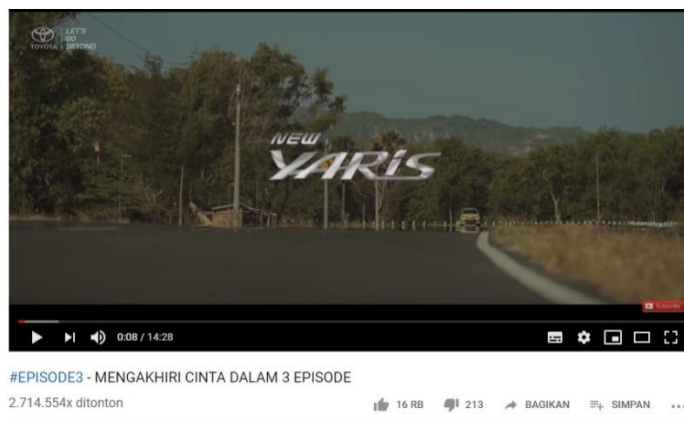 LET'S
GO
TOYOTA BEYOND
NEW
YARiS
Subscribe
0:08 / 14:28
#EPISODE3 - MENGAKHIRI CINTA DALAM 3 EPISODE
2.714.554x ditonton
16 RB 213 BAGIKAN SIMPAN